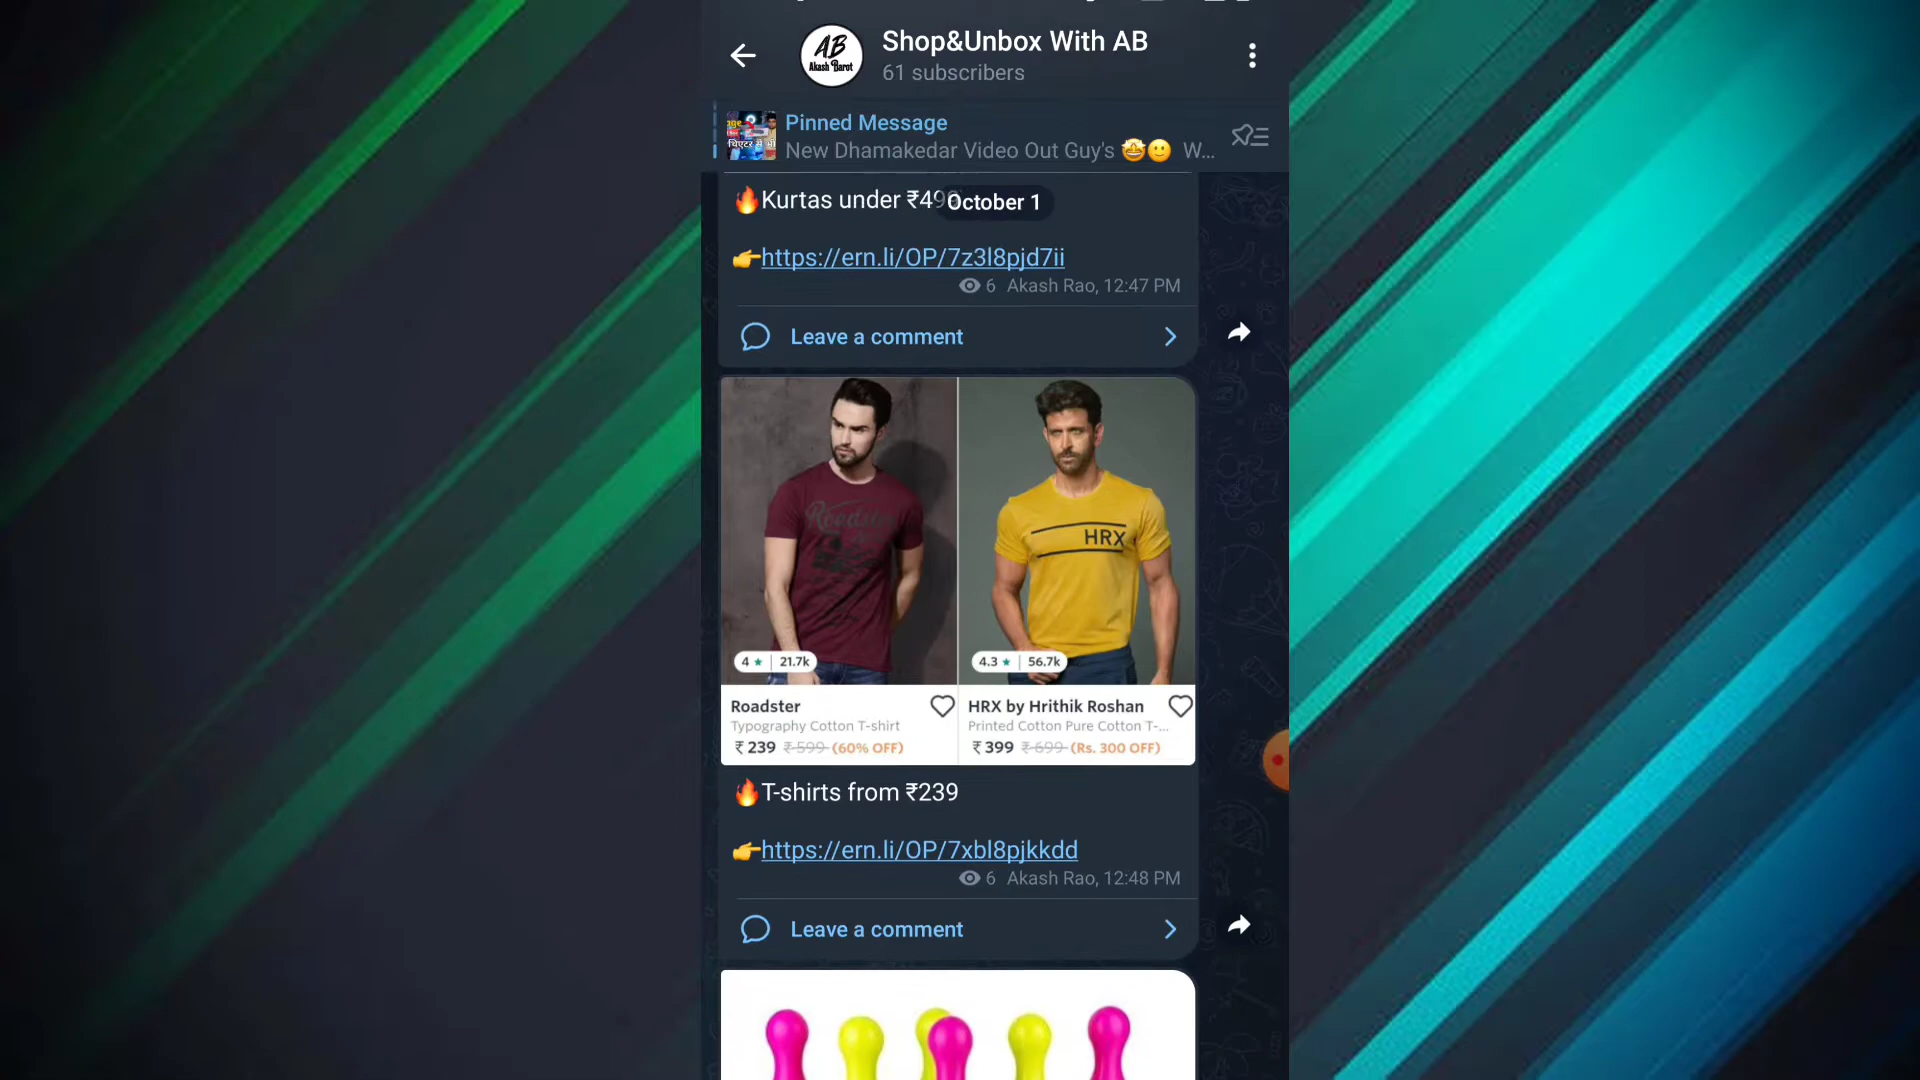 AB
Akash Barot
Shop&Unbox With AB
61 subscribers
Pinned Message
New Dhamakedar Video Out Guy's 🤩🙂 W...
🔥Kurtas under ₹499
October 1
👉https://ern.li/OP/7z3l8pjd7ii
6 Akash Rao, 12:47 PM
Leave a comment
Roadster
HRX
4 ★ | 21.7k
4.3 ★ | 56.7k
Roadster
HRX by Hrithik Roshan
Typography Cotton T-shirt
Printed Cotton Pure Cotton T-...
₹ 239 ₹ 599 (60% OFF)
₹ 399 ₹ 699 (Rs. 300 OFF)
🔥T-shirts from ₹239
👉https://ern.li/OP/7xbl8pjkkdd
6 Akash Rao, 12:48 PM
Leave a comment